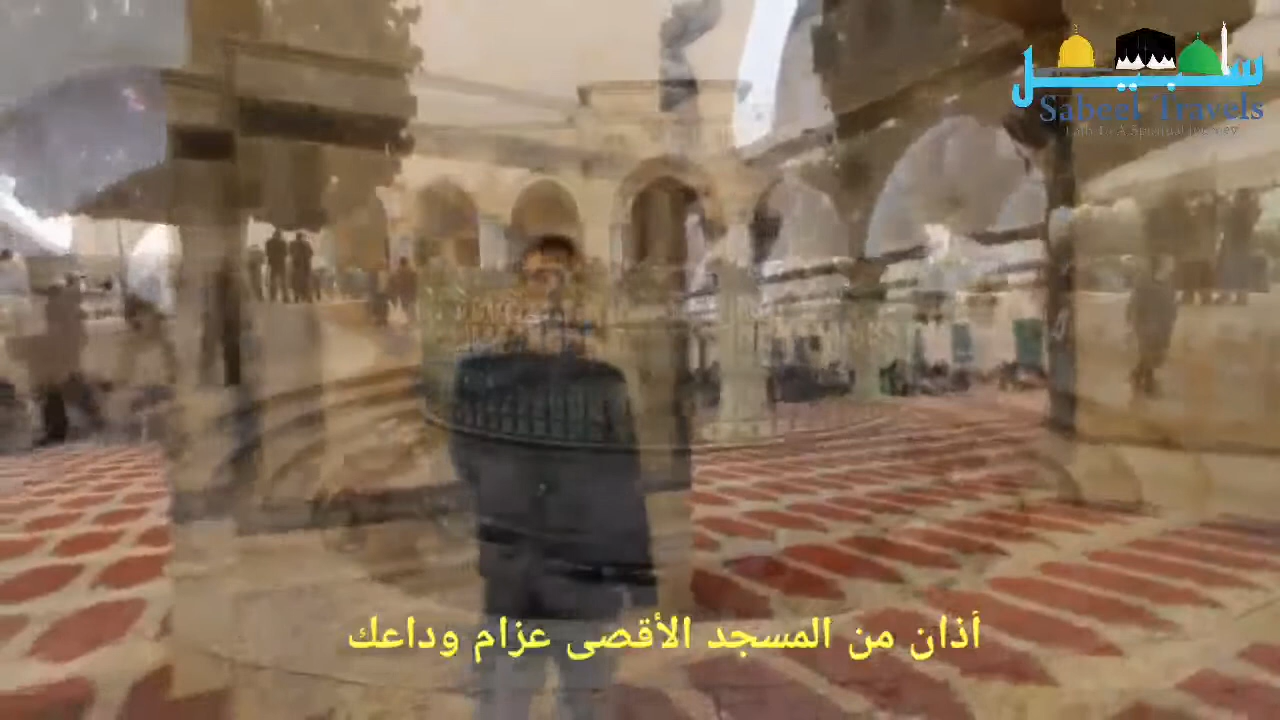 سبيل
Sabeel Travels
أذان من المسجد الأقصى عزام وداعك